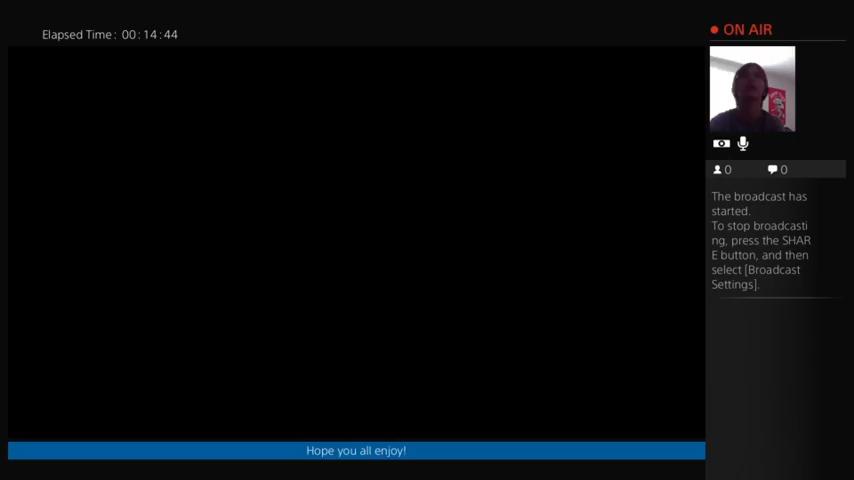 Elapsed Time: 00:14:44
ON AIR
0 0
The broadcast has
started.
To stop broadcasti
ng, press the SHAR
E button, and then
select [Broadcast
Settings].
Hope you all enjoy!